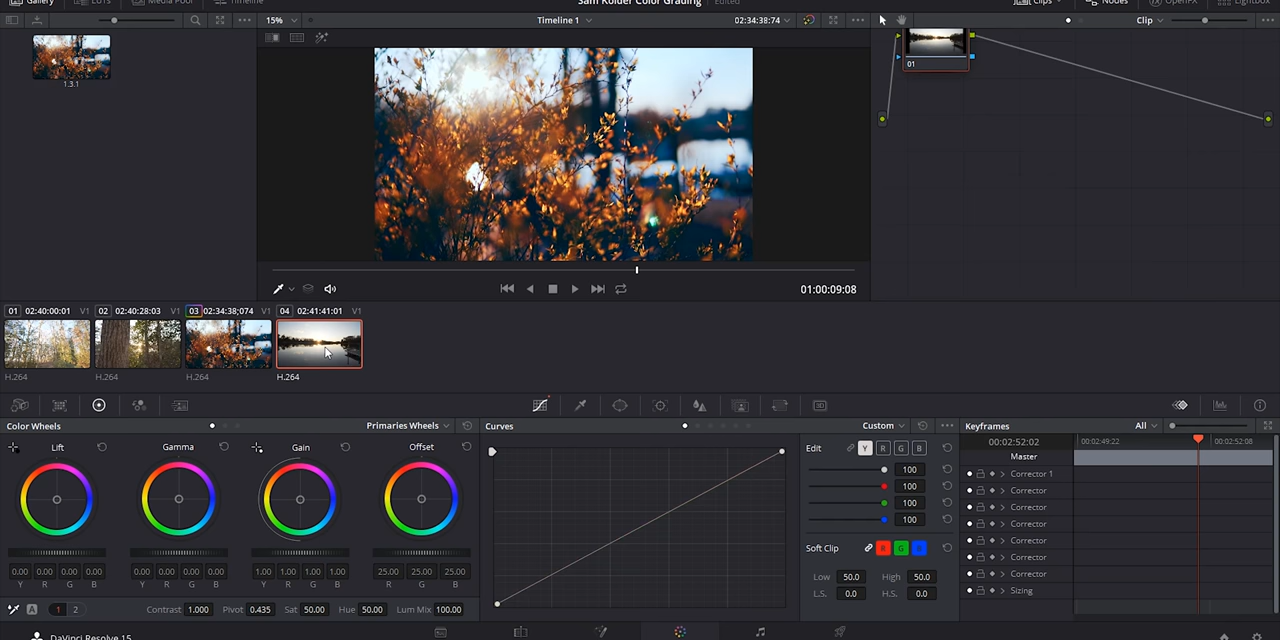 Gallery LUTs Media Pool Timeline Sam Kolder Color Grading Edited Clips Nodes OpenFX Lightbox
15% Timeline 1 02:34:38:74 Clip
1.3.1
01
01:00:09:08
01 02:40:00:01 V1 02 02:40:28:03 V1 03 02:34:38;074 V1 04 02:41:41:01 V1
H.264 H.264 H.264 H.264
3D
Color Wheels Primaries Wheels Curves Custom Keyframes All
Lift Gamma Gain Offset Edit Y R G B 00:02:52:02 00:02:49:22 00:02:52:08
Master
100 Corrector 1
100 Corrector
100 Corrector
100 Corrector
Corrector
Soft Clip R G B Corrector
0.00 0.00 0.00 0.00 0.00 0.00 0.00 0.00 1.00 1.00 1.00 1.00 25.00 25.00 25.00 Low 50.0 High 50.0 Corrector
Y R G B Y R G B Y R G B R G B L.S. 0.0 H.S. 0.0 Sizing
A 1 2 Contrast 1.000 Pivot 0.435 Sat 50.00 Hue 50.00 Lum Mix 100.00
DaVinci Resolve 15